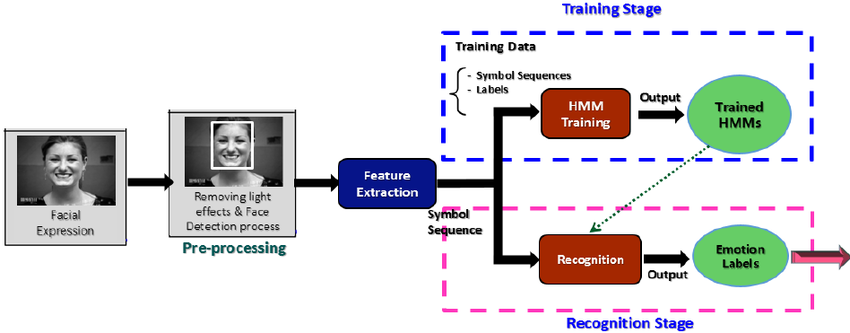 Training Stage
Training Data
- Symbol Sequences
- Labels
HMM
Training
Output
Trained
HMMs
Facial
Expression
Removing light
effects & Face
Detection process
Pre-processing
Feature
Extraction
Symbol
Sequence
Recognition
Output
Emotion
Labels
Recognition Stage